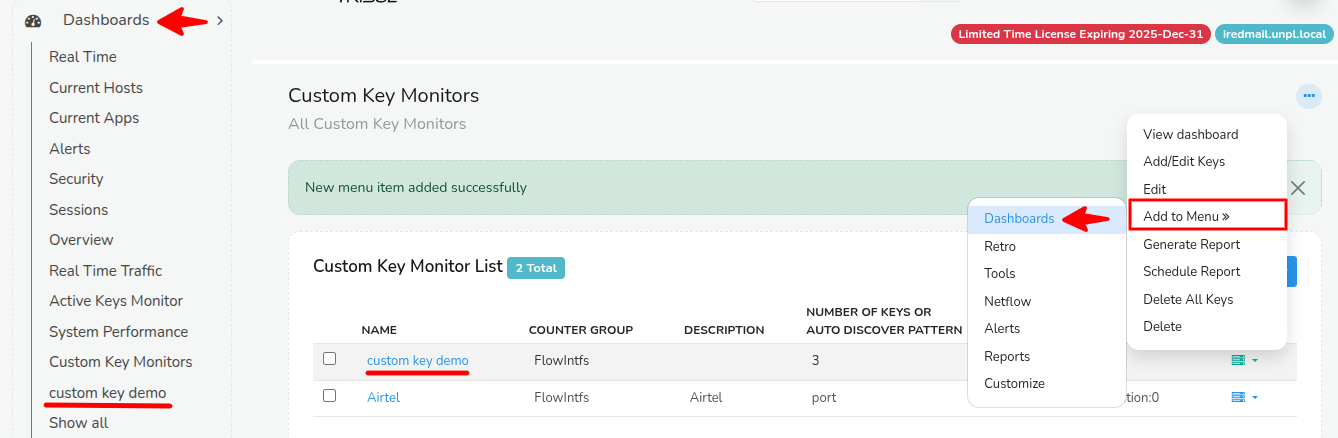 Dashboards
Limited Time License Expiring 2025-Dec-31
iredmail.unpl.local
Real Time
Current Hosts
Current Apps
Alerts
Security
Sessions
Overview
Real Time Traffic
Active Keys Monitor
System Performance
Custom Key Monitors
custom key demo
Show all
Custom Key Monitors
All Custom Key Monitors
New menu item added successfully
Custom Key Monitor List 2 Total
NAME COUNTER GROUP DESCRIPTION NUMBER OF KEYS OR AUTO DISCOVER PATTERN
custom key demo FlowIntfs 3
Airtel FlowIntfs Airtel port tion:0
View dashboard
Add/Edit Keys
Edit
Add to Menu »
Generate Report
Schedule Report
Delete All Keys
Delete
Dashboards
Retro
Tools
Netflow
Alerts
Reports
Customize